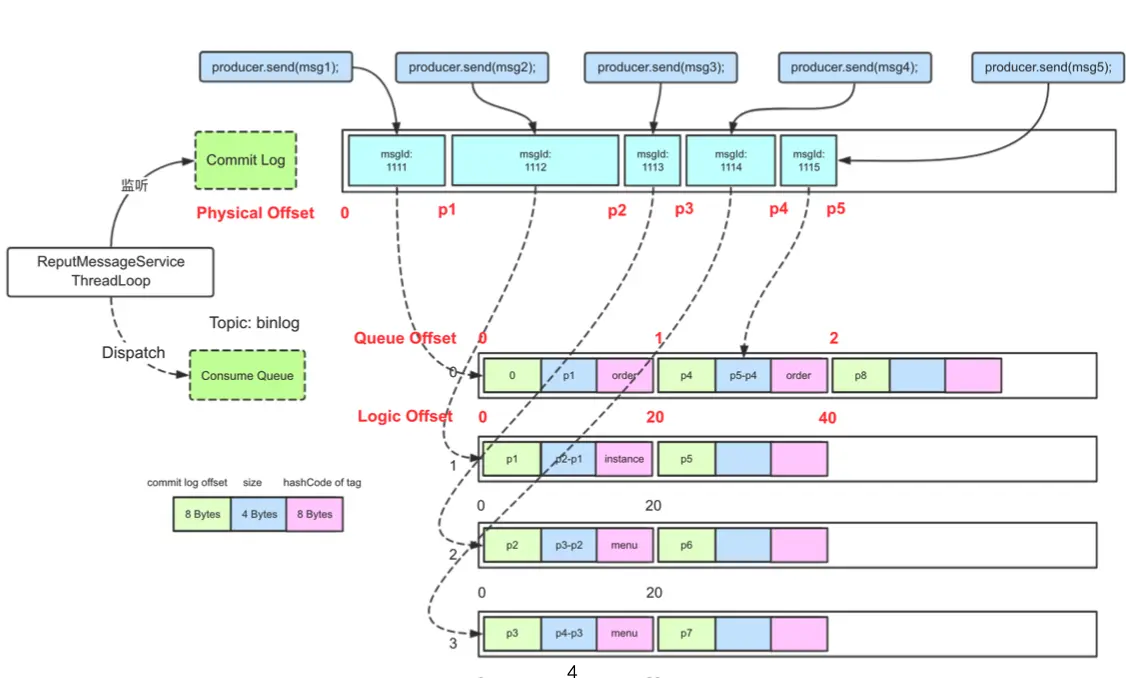 producer.send(msg1);
producer.send(msg2);
producer.send(msg3);
producer.send(msg4);
producer.send(msg5);
Commit Log
msgId:
1111
msgId:
1112
msgId:
1113
msgId:
1114
msgId:
1115
监听
Physical Offset
0
p1
p2
p3
p4
p5
ReputMessageService
ThreadLoop
Topic: binlog
Dispatch
Consume Queue
Queue Offset
0
1
2
0
0
p1
order
p4
p5-p4
order
p8
Logic Offset
0
20
40
1
p1
p2-p1
instance
p5
commit log offset
size
hashCode of tag
8 Bytes
4 Bytes
8 Bytes
0
20
2
p2
p3-p2
menu
p6
0
20
3
p3
p4-p3
menu
p7
4